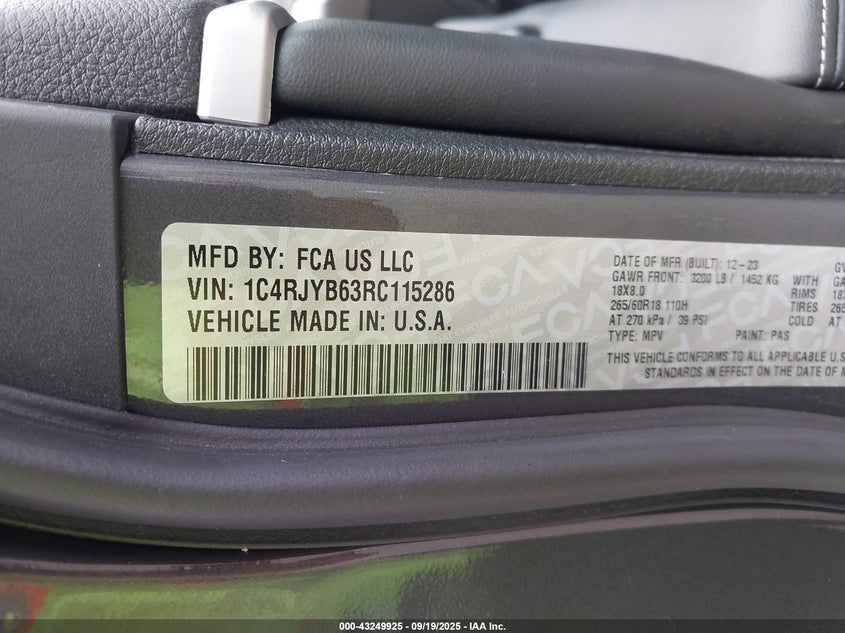 MFD BY: FCA US LLC
VIN: 1C4RJYB63RC115286
VEHICLE MADE IN: U.S.A.
DATE OF MFR (BUILT): 12-23
GAWR FRONT: 3200 LB / 1452 KG WITH
18X8.0 RIMS 18X
265/60R18 110H TIRES 265
AT 270 kPa / 39 PSI COLD AT
TYPE: MPV PAINT: PAS
THIS VEHICLE CONFORMS TO ALL APPLICABLE U.S
STANDARDS IN EFFECT ON THE DATE OF M
000-43249925 - 09/19/2025 - IAA Inc.